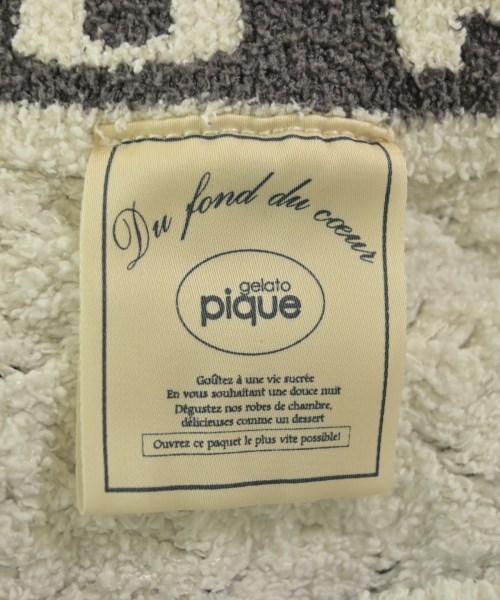 Du fond du cœur
gelato
pique
Goûtez à une vie sucrée
En vous souhaitant une douce nuit
Dégustez nos robes de chambre,
délicieuses comme un dessert
Ouvrez ce paquet le plus vite possible!